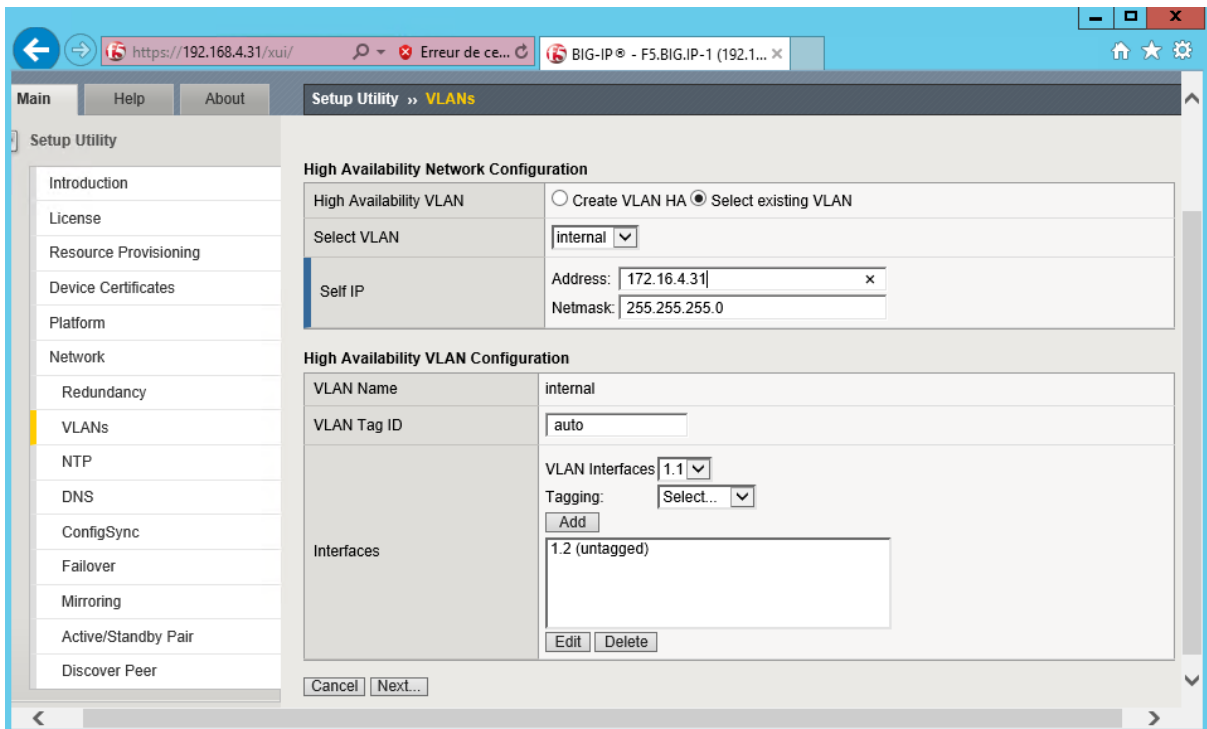 https://192.168.4.31/xui/ Erreur de ce... BIG-IP® - F5.BIG.IP-1 (192.1...
Main Help About
Setup Utility » VLANs
Setup Utility
Introduction
License
Resource Provisioning
Device Certificates
Platform
Network
Redundancy
VLANs
NTP
DNS
ConfigSync
Failover
Mirroring
Active/Standby Pair
Discover Peer
High Availability Network Configuration
High Availability VLAN Create VLAN HA Select existing VLAN
Select VLAN internal
Self IP
Address: 172.16.4.31
Netmask: 255.255.255.0
High Availability VLAN Configuration
VLAN Name internal
VLAN Tag ID auto
Interfaces
VLAN Interfaces 1.1
Tagging: Select...
Add
1.2 (untagged)
Edit Delete
Cancel Next...